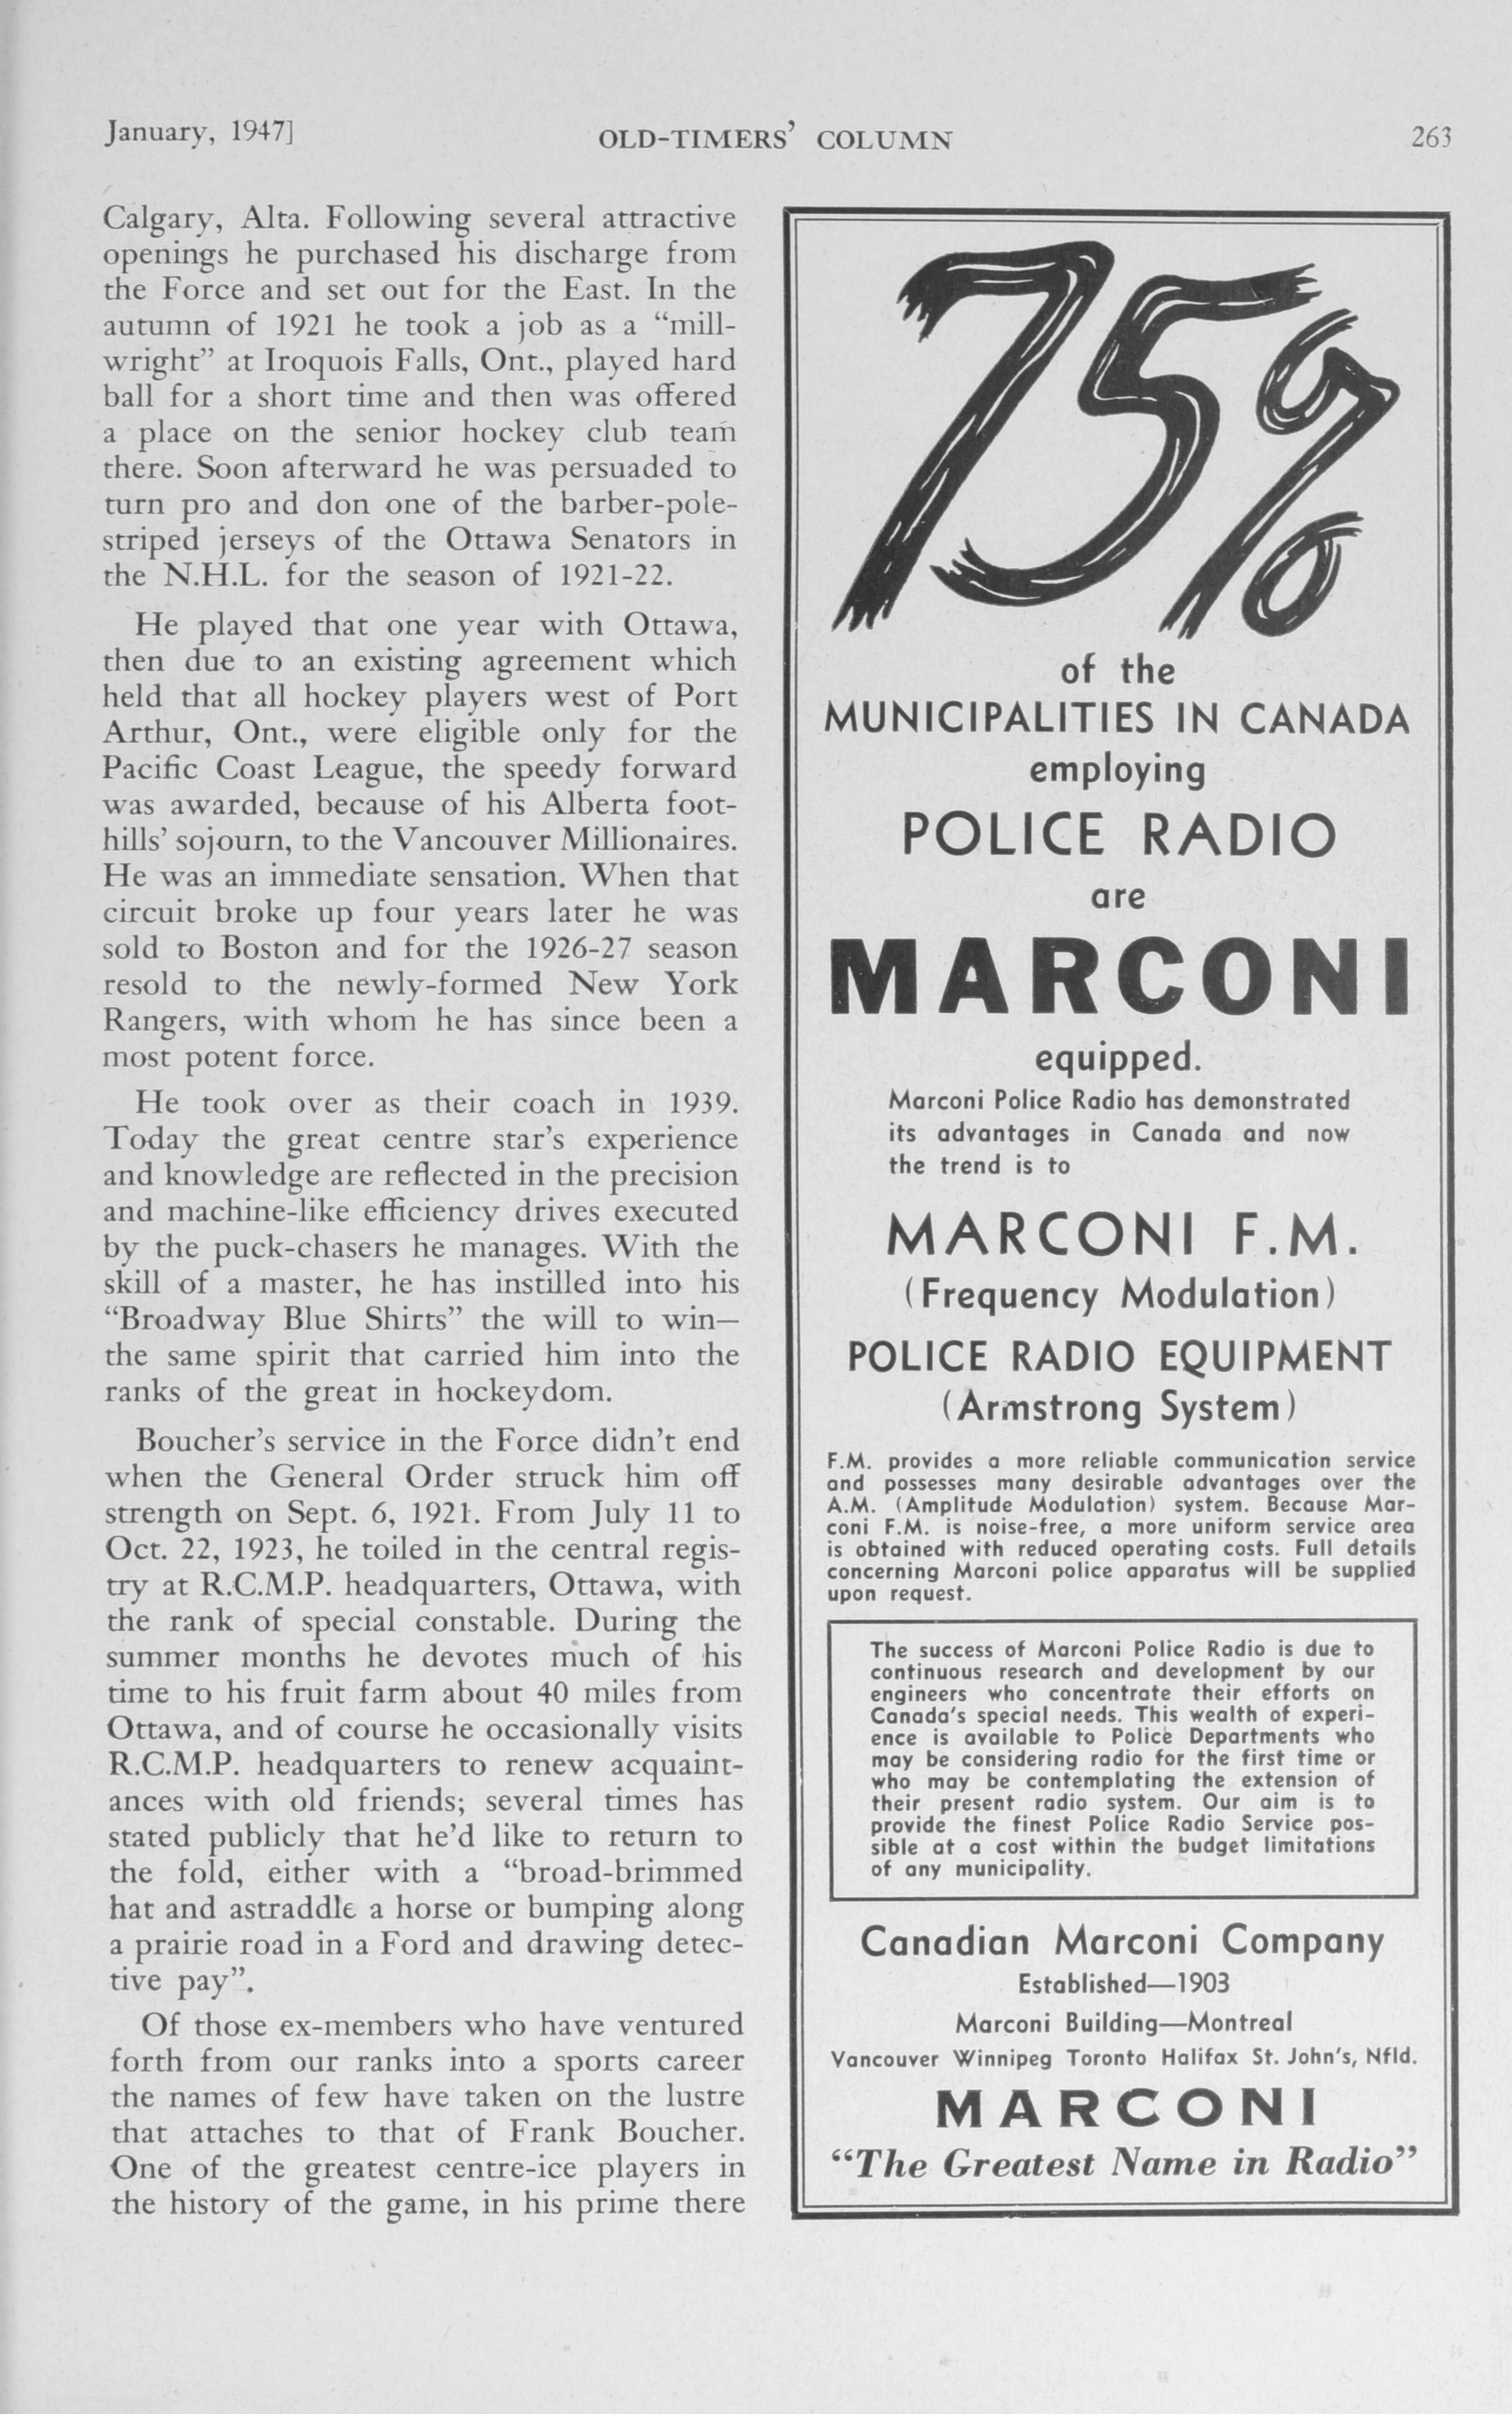 January, 1947]
OLD-TIMERS' COLUMN
263
Calgary, Alta. Following several attractive
openings he purchased his discharge from
the Force and set out for the East. In the
autumn of 1921 he took a job as a “mill-
wright” at Iroquois Falls, Ont., played hard
ball for a short time and then was offered
a place on the senior hockey club team
there. Soon afterward he was persuaded to
turn pro and don one of the barber-pole-
striped jerseys of the Ottawa Senators in
the N.H.L. for the season of 1921-22.
He played that one year with Ottawa,
then due to an existing agreement which
held that all hockey players west of Port
Arthur, Ont., were eligible only for the
Pacific Coast League, the speedy forward
was awarded, because of his Alberta foot-
hills' sojourn, to the Vancouver Millionaires.
He was an immediate sensation. When that
circuit broke up four years later he was
sold to Boston and for the 1926-27 season
resold to the newly-formed New York
Rangers, with whom he has since been a
most potent force.
He took over as their coach in 1939.
Today the great centre star's experience
and knowledge are reflected in the precision
and machine-like efficiency drives executed
by the puck-chasers he manages. With the
skill of a master, he has instilled into his
“Broadway Blue Shirts” the will to win—
the same spirit that carried him into the
ranks of the great in hockeydom.
Boucher's service in the Force didn't end
when the General Order struck him off
strength on Sept. 6, 1921. From July 11 to
Oct. 22, 1923, he toiled in the central regis-
try at R.C.M.P. headquarters, Ottawa, with
the rank of special constable. During the
summer months he devotes much of his
time to his fruit farm about 40 miles from
Ottawa, and of course he occasionally visits
R.C.M.P. headquarters to renew acquaint-
ances with old friends; several times has
stated publicly that he'd like to return to
the fold, either with a “broad-brimmed
hat and astraddle a horse or bumping along
a prairie road in a Ford and drawing detec-
tive pay”.
Of those ex-members who have ventured
forth from our ranks into a sports career
the names of few have taken on the lustre
that attaches to that of Frank Boucher.
One of the greatest centre-ice players in
the history of the game, in his prime there
75%
of the
MUNICIPALITIES IN CANADA
employing
POLICE RADIO
are
MARCONI
equipped.
Marconi Police Radio has demonstrated
its advantages in Canada and now
the trend is to
MARCONI F.M.
(Frequency Modulation)
POLICE RADIO EQUIPMENT
(Armstrong System)
F.M. provides a more reliable communication service
and possesses many desirable advantages over the
A.M. (Amplitude Modulation) system. Because Mar-
coni F.M. is noise-free, a more uniform service area
is obtained with reduced operating costs. Full details
concerning Marconi police apparatus will be supplied
upon request.
The success of Marconi Police Radio is due to
continuous research and development by our
engineers who concentrate their efforts on
Canada's special needs. This wealth of experi-
ence is available to Police Departments who
may be considering radio for the first time or
who may be contemplating the extension of
their present radio system. Our aim is to
provide the finest Police Radio Service pos-
sible at a cost within the budget limitations
of any municipality.
Canadian Marconi Company
Established—1903
Marconi Building—Montreal
Vancouver Winnipeg Toronto Halifax St. John's, Nfld.
MARCONI
“The Greatest Name in Radio”